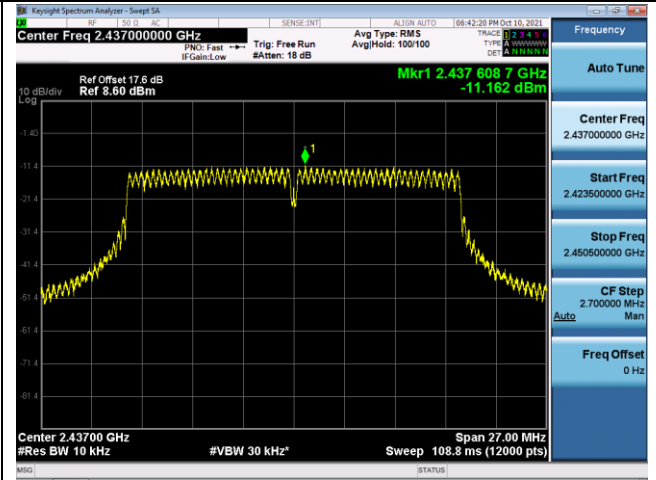 Keysight Spectrum Analyzer - Swept SA
RF 50 Ω AC SENSE:INT ALIGN AUTO 06:42:20 PM Oct 10, 2021
Center Freq 2.437000000 GHz
PNO: Fast
IFGain:Low
Trig: Free Run
#Atten: 18 dB
Avg Type: RMS
Avg|Hold: 100/100
TRACE 1 2 3 4 5 6
TYPE A WWWWW
DET A N N N N N
Ref Offset 17.6 dB
10 dB/div Ref 8.60 dBm
Log
Mkr1 2.437 608 7 GHz
-11.162 dBm
1
-1.40
-11.4
-21.4
-31.4
-41.4
-51.4
-61.4
-71.4
-81.4
Center 2.43700 GHz
#Res BW 10 kHz
#VBW 30 kHz*
Span 27.00 MHz
Sweep 108.8 ms (12000 pts)
MSG
STATUS
Frequency
Auto Tune
Center Freq
2.437000000 GHz
Start Freq
2.423500000 GHz
Stop Freq
2.450500000 GHz
CF Step
2.700000 MHz
Auto Man
Freq Offset
0 Hz